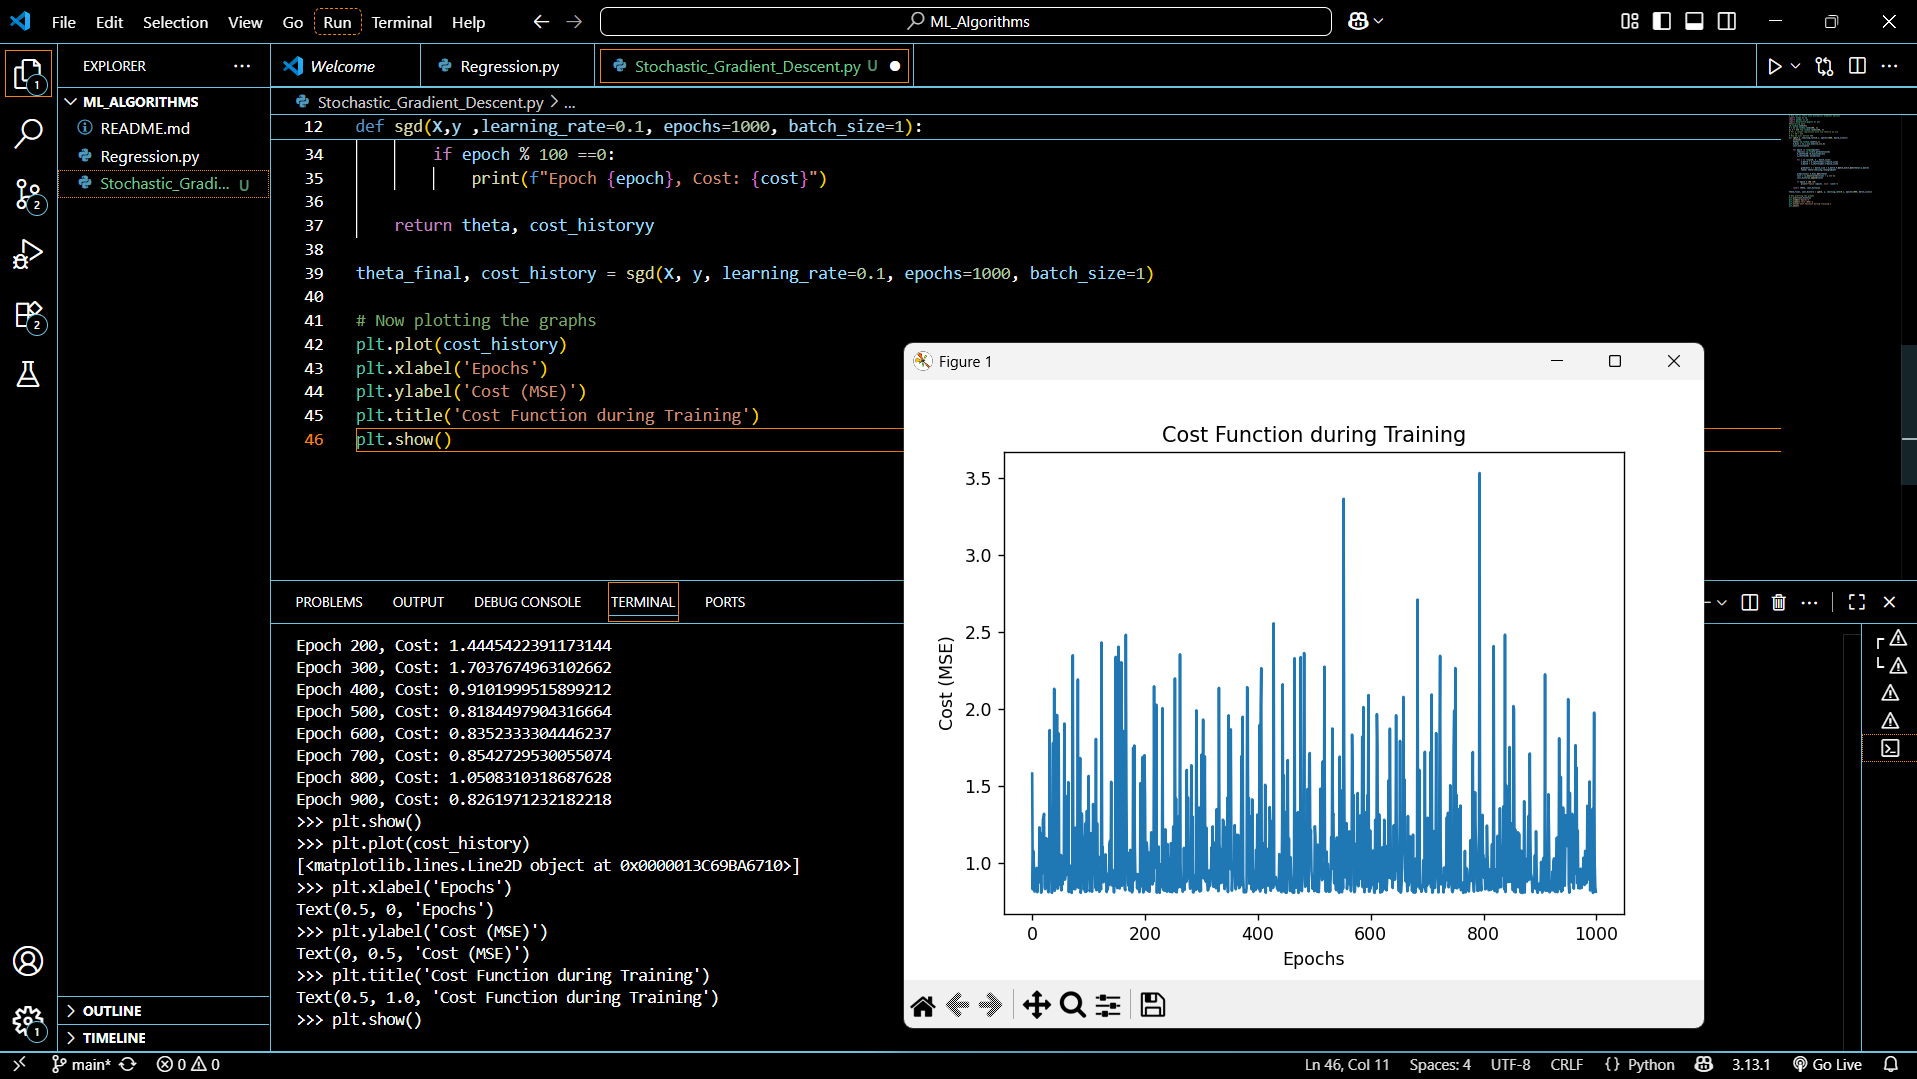 File Edit Selection View Go Run Terminal Help
ML_Algorithms
EXPLORER
ML_ALGORITHMS
README.md
Regression.py
Stochastic_Gradi... U
OUTLINE
TIMELINE
Welcome
Regression.py
Stochastic_Gradient_Descent.py U
Stochastic_Gradient_Descent.py > ...
12 def sgd(X,y ,learning_rate=0.1, epochs=1000, batch_size=1):
34 if epoch % 100 ==0:
35 print(f"Epoch {epoch}, Cost: {cost}")
36
37 return theta, cost_historyy
38
39 theta_final, cost_history = sgd(X, y, learning_rate=0.1, epochs=1000, batch_size=1)
40
41 # Now plotting the graphs
42 plt.plot(cost_history)
43 plt.xlabel('Epochs')
44 plt.ylabel('Cost (MSE)')
45 plt.title('Cost Function during Training')
46 plt.show()
PROBLEMS OUTPUT DEBUG CONSOLE TERMINAL PORTS
Epoch 200, Cost: 1.4445422391173144
Epoch 300, Cost: 1.7037674963102662
Epoch 400, Cost: 0.9101999515899212
Epoch 500, Cost: 0.8184497904316664
Epoch 600, Cost: 0.8352333304446237
Epoch 700, Cost: 0.8542729530055074
Epoch 800, Cost: 1.0508310318687628
Epoch 900, Cost: 0.8261971232182218
>>> plt.show()
>>> plt.plot(cost_history)
[<matplotlib.lines.Line2D object at 0x0000013C69BA6710>]
>>> plt.xlabel('Epochs')
Text(0.5, 0, 'Epochs')
>>> plt.ylabel('Cost (MSE)')
Text(0, 0.5, 'Cost (MSE)')
>>> plt.title('Cost Function during Training')
Text(0.5, 1.0, 'Cost Function during Training')
>>> plt.show()
Figure 1
Cost Function during Training
Cost (MSE)
3.5
3.0
2.5
2.0
1.5
1.0
0 200 400 600 800 1000
Epochs
1
2
2
1
main* 0 0
Ln 46, Col 11 Spaces: 4 UTF-8 CRLF {} Python 3.13.1 Go Live